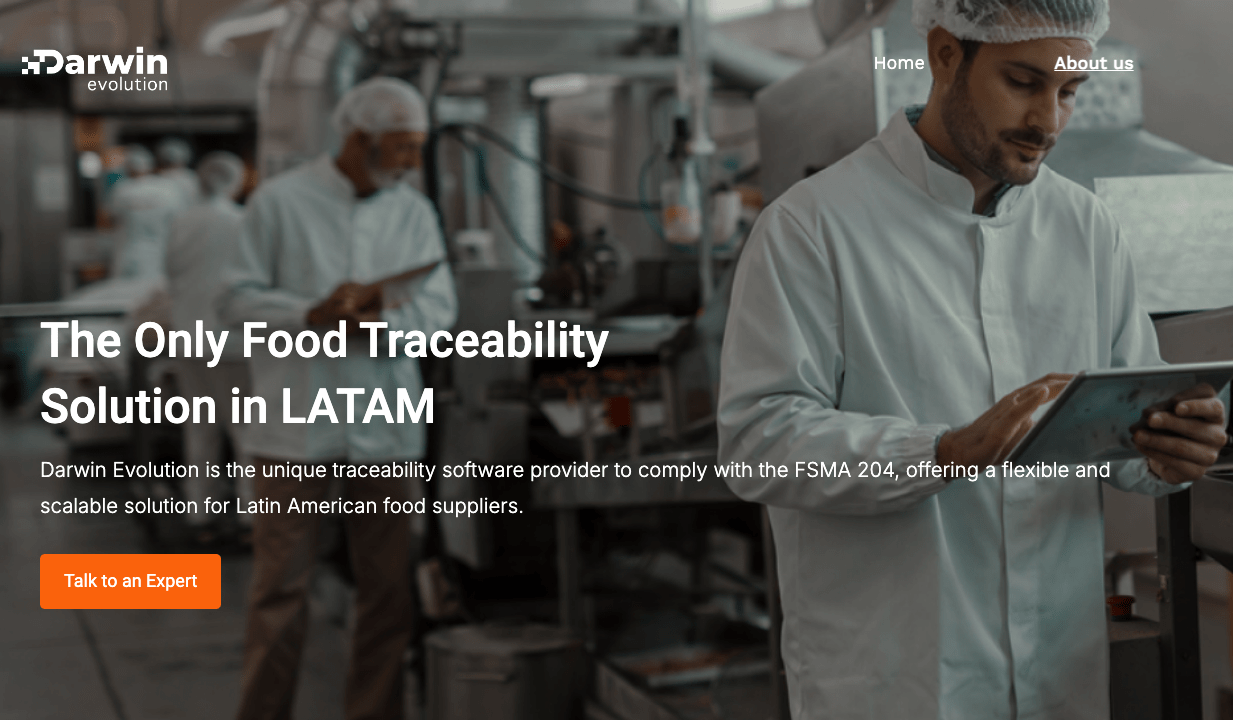 Darwin
evolution
Home
About us
The Only Food Traceability
Solution in LATAM
Darwin Evolution is the unique traceability software provider to comply with the FSMA 204, offering a flexible and
scalable solution for Latin American food suppliers.
Talk to an Expert